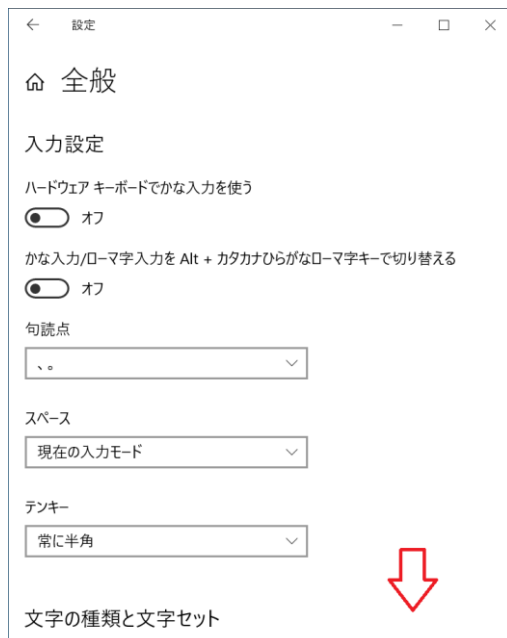 設定
全般
入力設定
ハードウェア キーボードでかな入力を使う
オフ
かな入力/ローマ字入力を Alt + カタカナひらがなローマ字キーで切り替える
オフ
句読点
、。
スペース
現在の入力モード
テンキー
常に半角
文字の種類と文字セット